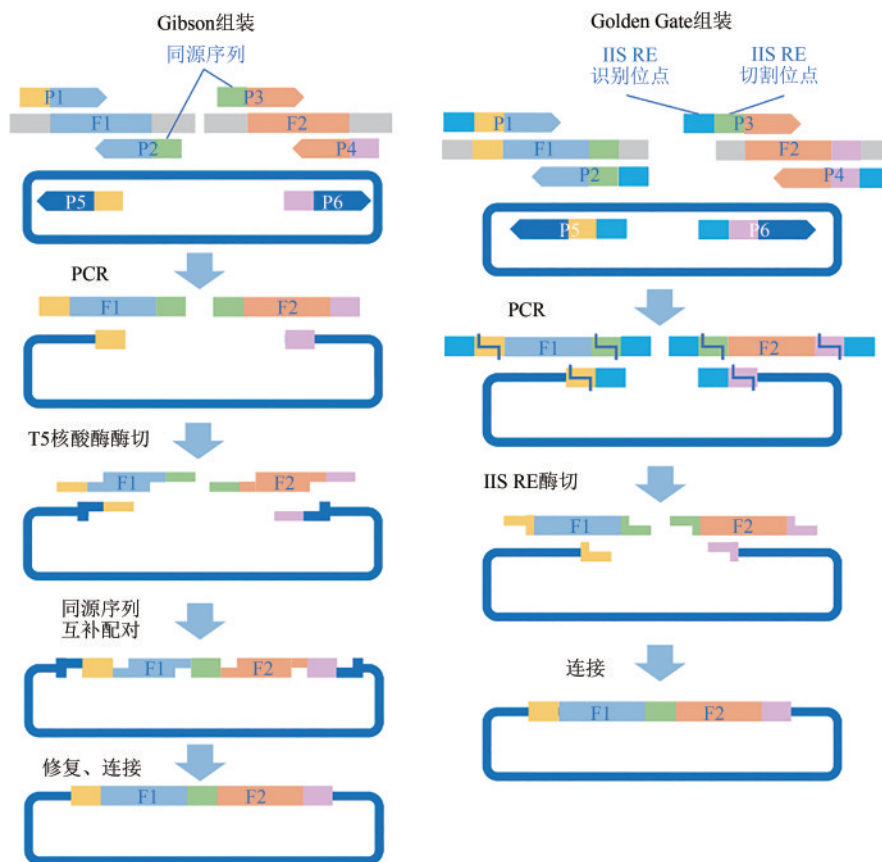 Gibson组装
同源序列
P1
P3
F1
F2
P2
P4
P5
P6
PCR
F1
F2
T5核酸酶酶切
F1
F2
同源序列
互补配对
F1
F2
修复、连接
F1
F2
Golden Gate组装
IIS RE
识别位点
IIS RE
切割位点
P1
P3
F1
F2
P2
P4
P5
P6
PCR
F1
F2
IIS RE酶切
F1
F2
连接
F1
F2